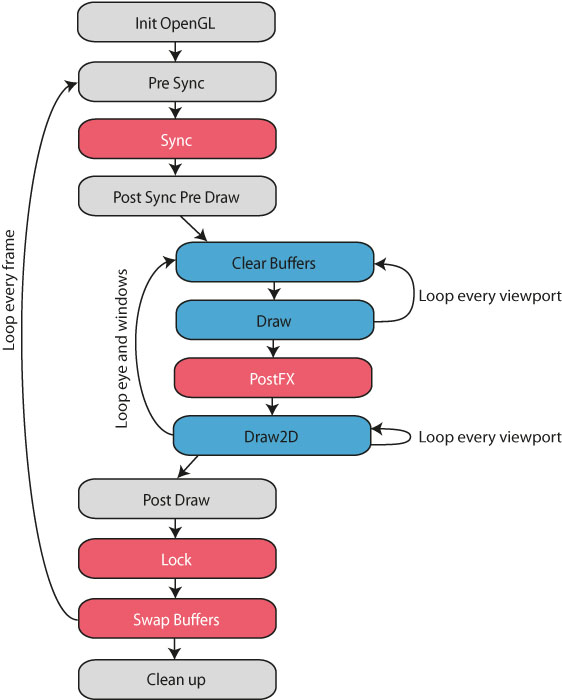 Init OpenGL
Pre Sync
Sync
Post Sync Pre Draw
Clear Buffers
Loop every viewport
Draw
PostFX
Draw2D
Loop every viewport
Loop eye and windows
Loop every frame
Post Draw
Lock
Swap Buffers
Clean up